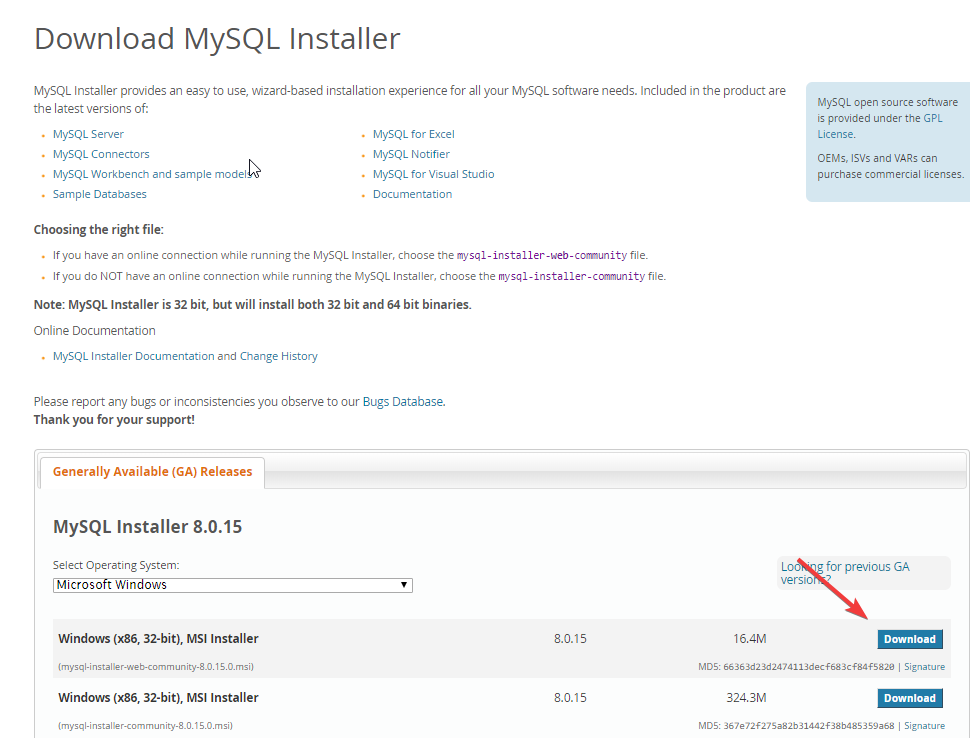 Download MySQL Installer
MySQL Installer provides an easy to use, wizard-based installation experience for all your MySQL software needs. Included in the product are
the latest versions of:
MySQL Server
MySQL Connectors
MySQL Workbench and sample models
Sample Databases
MySQL for Excel
MySQL Notifier
MySQL for Visual Studio
Documentation
MySQL open source software
is provided under the GPL
License.
OEMs, ISVs and VARs can
purchase commercial licenses.
Choosing the right file:
If you have an online connection while running the MySQL Installer, choose the mysql-installer-web-community file.
If you do NOT have an online connection while running the MySQL Installer, choose the mysql-installer-community file.
Note: MySQL Installer is 32 bit, but will install both 32 bit and 64 bit binaries.
Online Documentation
MySQL Installer Documentation and Change History
Please report any bugs or inconsistencies you observe to our Bugs Database.
Thank you for your support!
Generally Available (GA) Releases
MySQL Installer 8.0.15
Select Operating System:
Microsoft Windows
Looking for previous GA
versions?
Windows (x86, 32-bit), MSI Installer 8.0.15 16.4M Download
(mysql-installer-web-community-8.0.15.0.msi) MD5: 66363d23d2474113decf683cf84f5820 | Signature
Windows (x86, 32-bit), MSI Installer 8.0.15 324.3M Download
(mysql-installer-community-8.0.15.0.msi) MD5: 367e72f275a82b31442f38b485359a68 | Signature